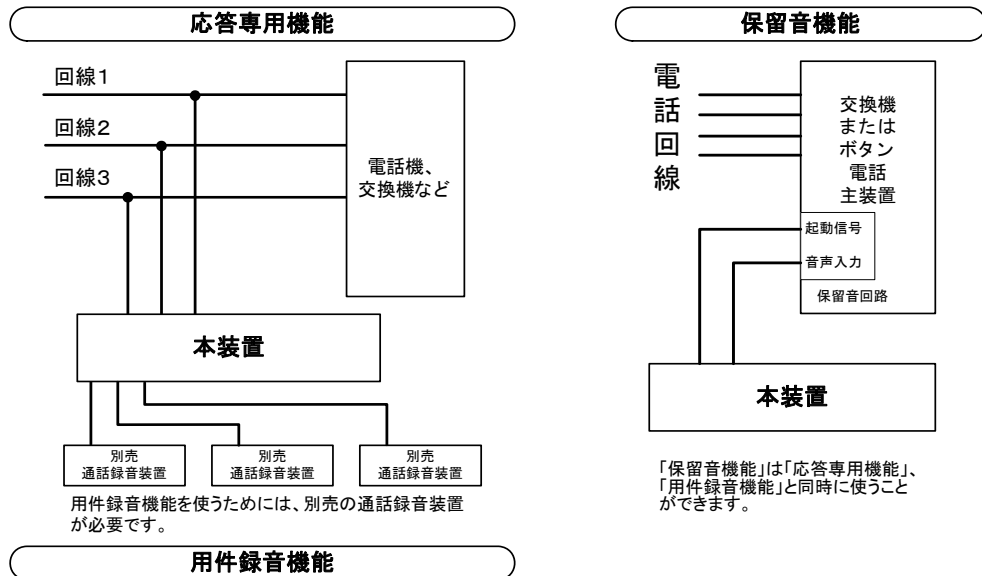 応答専用機能
回線1
回線2
回線3
電話機、
交換機など
本装置
別売
通話録音装置
別売
通話録音装置
別売
通話録音装置
用件録音機能を使うためには、別売の通話録音装置
が必要です。
用件録音機能
保留音機能
電話回線
交換機
または
ボタン
電話
主装置
起動信号
音声入力
保留音回路
本装置
「保留音機能」は「応答専用機能」、
「用件録音機能」と同時に使うこと
ができます。